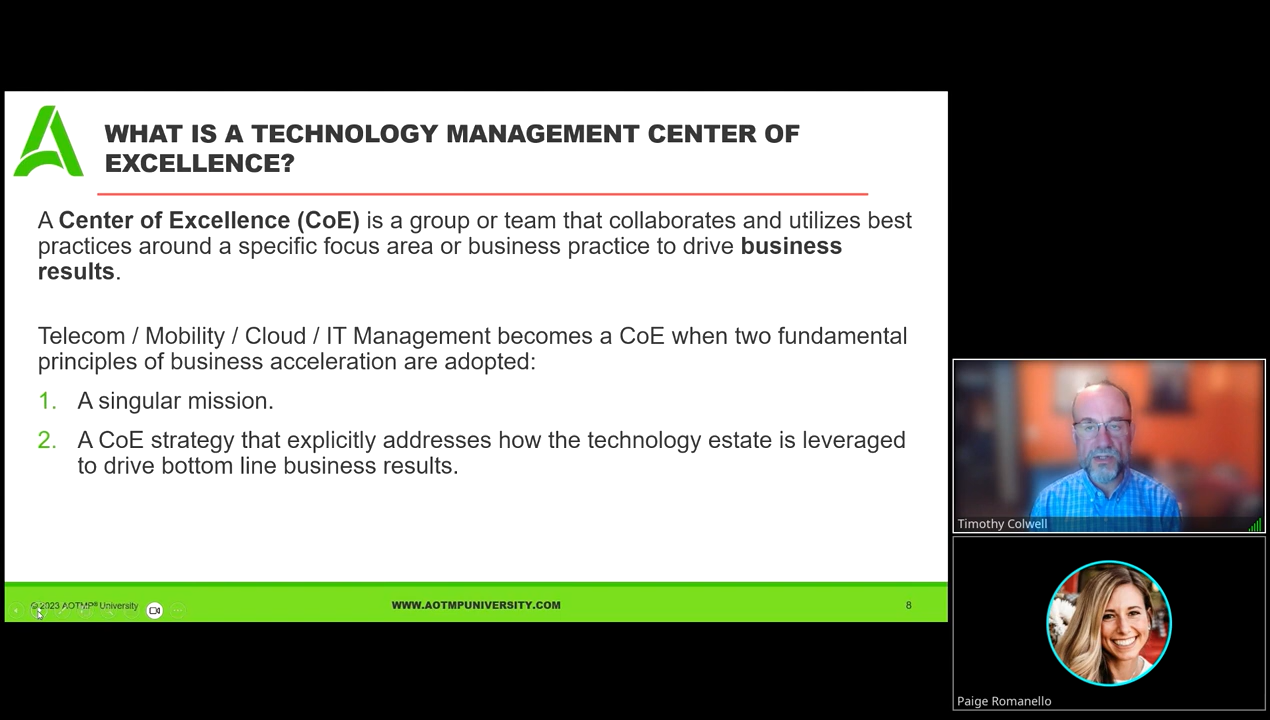 WHAT IS A TECHNOLOGY MANAGEMENT CENTER OF
EXCELLENCE?
A Center of Excellence (CoE) is a group or team that collaborates and utilizes best
practices around a specific focus area or business practice to drive business
results.
Telecom / Mobility / Cloud / IT Management becomes a CoE when two fundamental
principles of business acceleration are adopted:
1. A singular mission.
2. A CoE strategy that explicitly addresses how the technology estate is leveraged
to drive bottom line business results.
© 2023 AOTMP® University
WWW.AOTMPUNIVERSITY.COM
8
Timothy Colwell
Paige Romanello